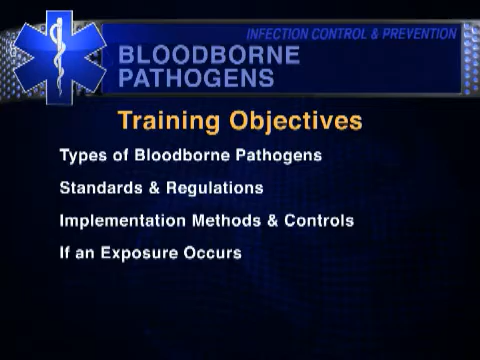 INFECTION CONTROL & PREVENTION
BLOODBORNE
PATHOGENS
Training Objectives
Types of Bloodborne Pathogens
Standards & Regulations
Implementation Methods & Controls
If an Exposure Occurs